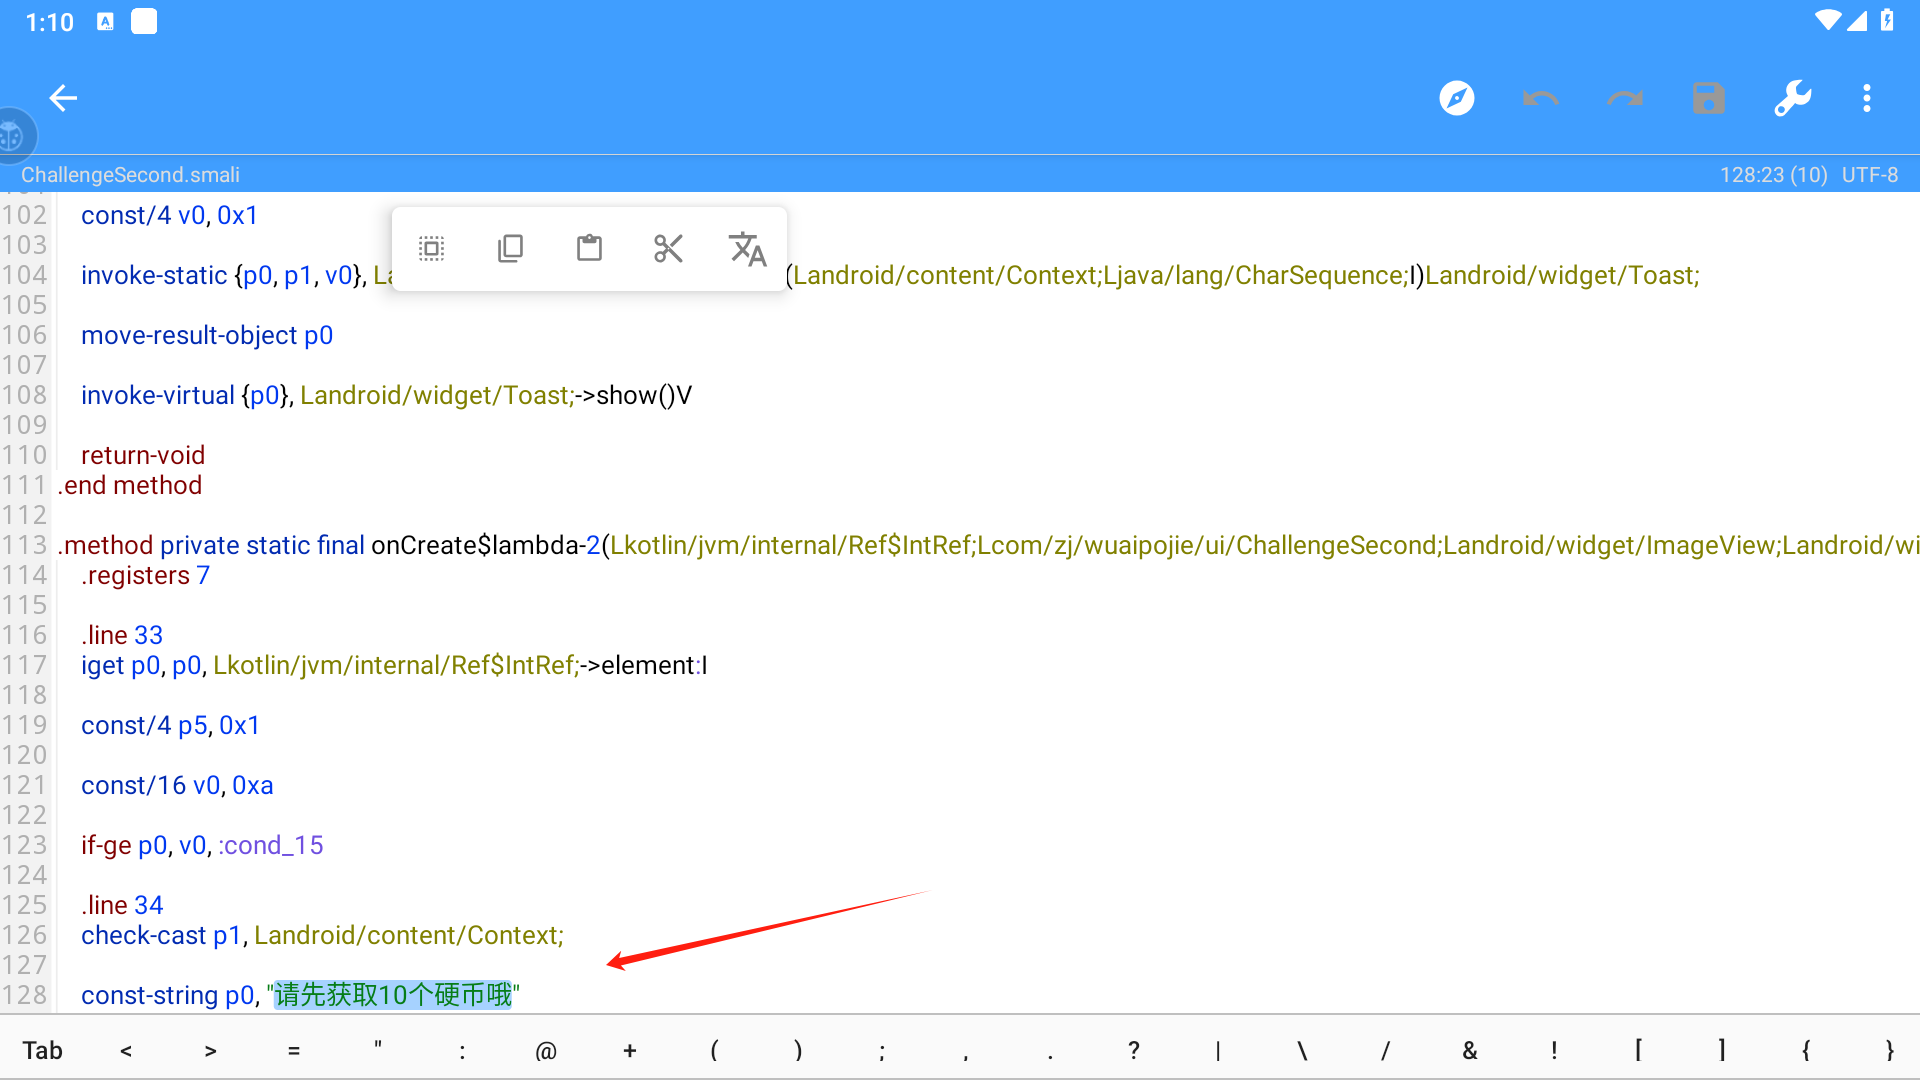 1:10
ChallengeSecond.smali 128:23 (10) UTF-8
102 const/4 v0, 0x1
103
104 invoke-static {p0, p1, v0}, La (Landroid/content/Context;Ljava/lang/CharSequence;I)Landroid/widget/Toast;
105
106 move-result-object p0
107
108 invoke-virtual {p0}, Landroid/widget/Toast;->show()V
109
110 return-void
111 .end method
112
113 .method private static final onCreate$lambda-2(Lkotlin/jvm/internal/Ref$IntRef;Lcom/zj/wuaipojie/ui/ChallengeSecond;Landroid/widget/ImageView;Landroid/wi
114 .registers 7
115
116 .line 33
117 iget p0, p0, Lkotlin/jvm/internal/Ref$IntRef;->element:I
118
119 const/4 p5, 0x1
120
121 const/16 v0, 0xa
122
123 if-ge p0, v0, :cond_15
124
125 .line 34
126 check-cast p1, Landroid/content/Context;
127
128 const-string p0, "请先获取10个硬币哦"
Tab < > = " : @ + ( ) ; , . ? | \ / & ! [ ] { }